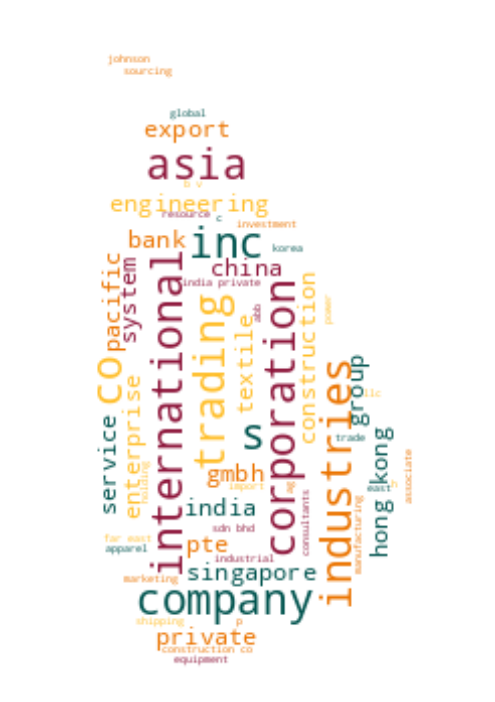 johnson
sourcing
global
export
asia
b v
engineering
resource
c
investment
bank
inc
korea
pacific
system
international
china
india private
trading
abb
corporation
construction
power
co
textile
industries
group
llc
enterprise
service
s
trade
hong kong
holding
gmbh
import
ag
east
h
associate
india
consultants
manufacturing
sdn bhd
far east
apparel
pte
industrial
marketing
singapore
company
shipping
p
private
construction co
equipment